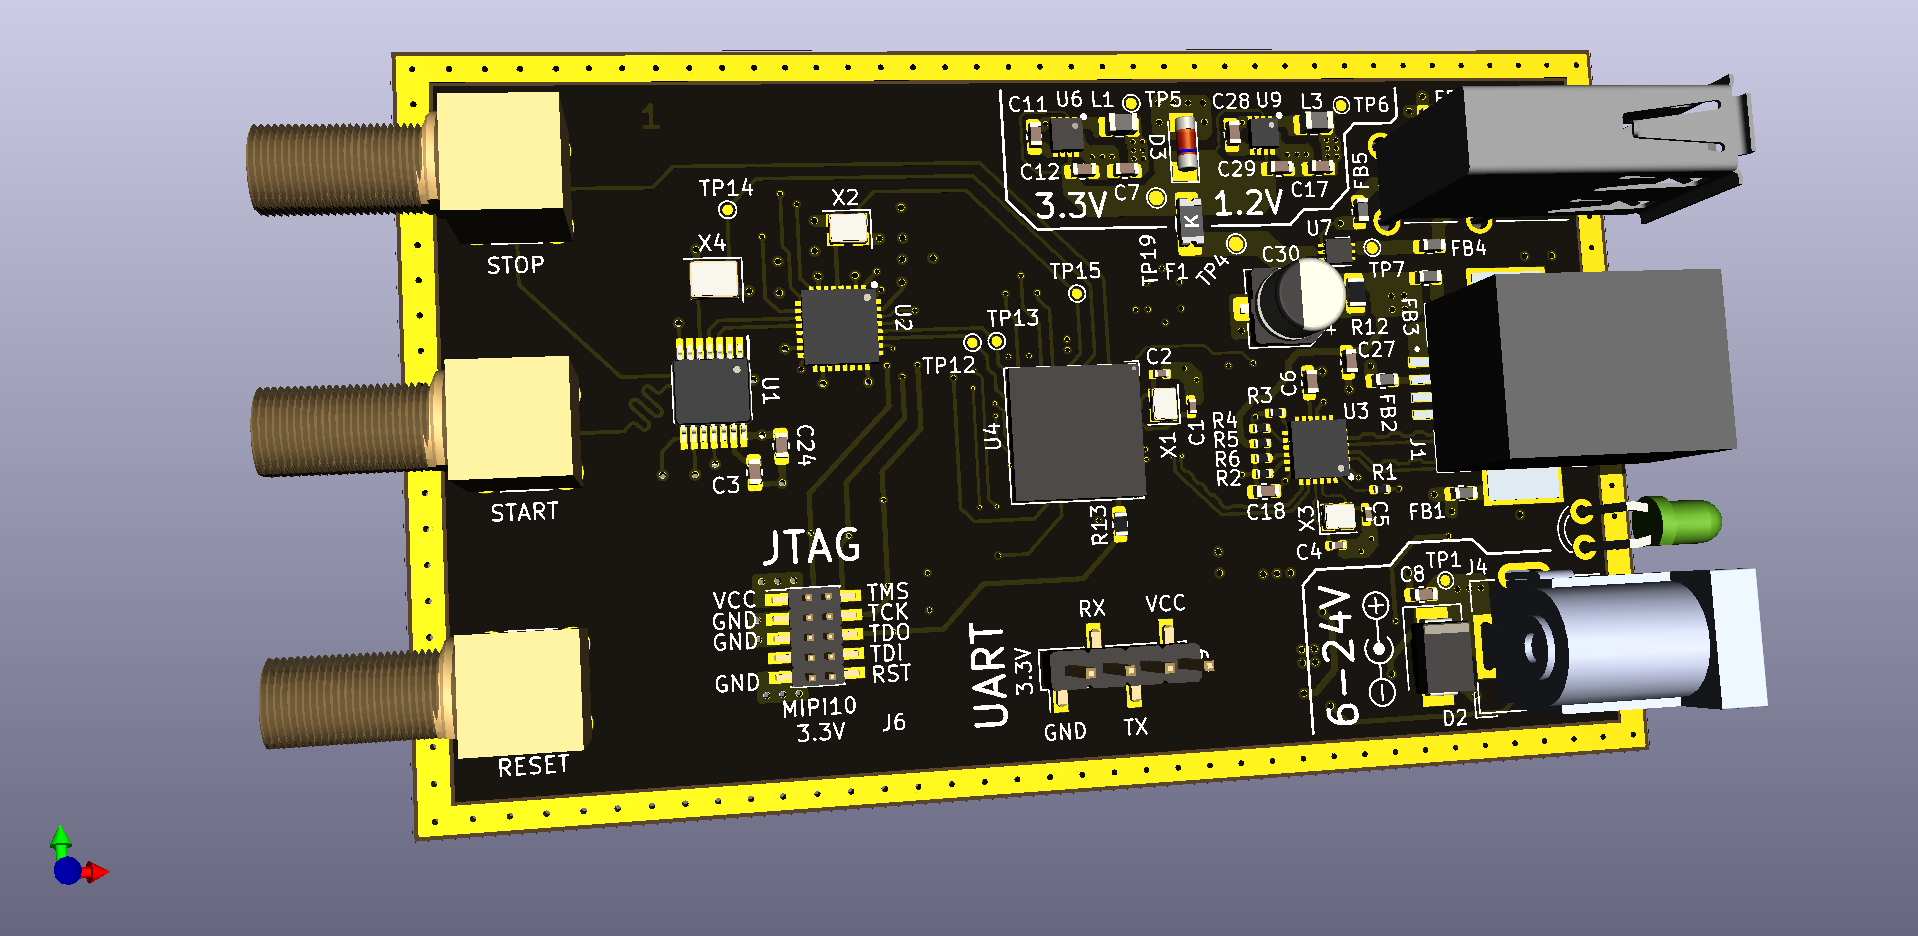 1
C11 U6 L1 TP5 C28 U9 L3 TP6
D3
C12 C7 C29 C17 FB5
3.3V 1.2V
K
TP14 X2
X4
STOP
TP19 F1 TP4 C30 U7 TP7 FB4
TP15
U2
TP13
TP12
FB3
+ R12
C27
C2
U1
C6
FB2
R3 U3
R4
R5
R6
R2
U4
X1 C1
J1
C24
C3
R1
START
C18 X3 C5 FB1
R13
C4
JTAG
TP1 J4
C8
VCC TMS
GND TCK
GND TDO
TDI
GND RST
MIPI10
3.3V
J6
UART
RX VCC
3.3V
GND TX
6-24V
+
-
D2
RESET